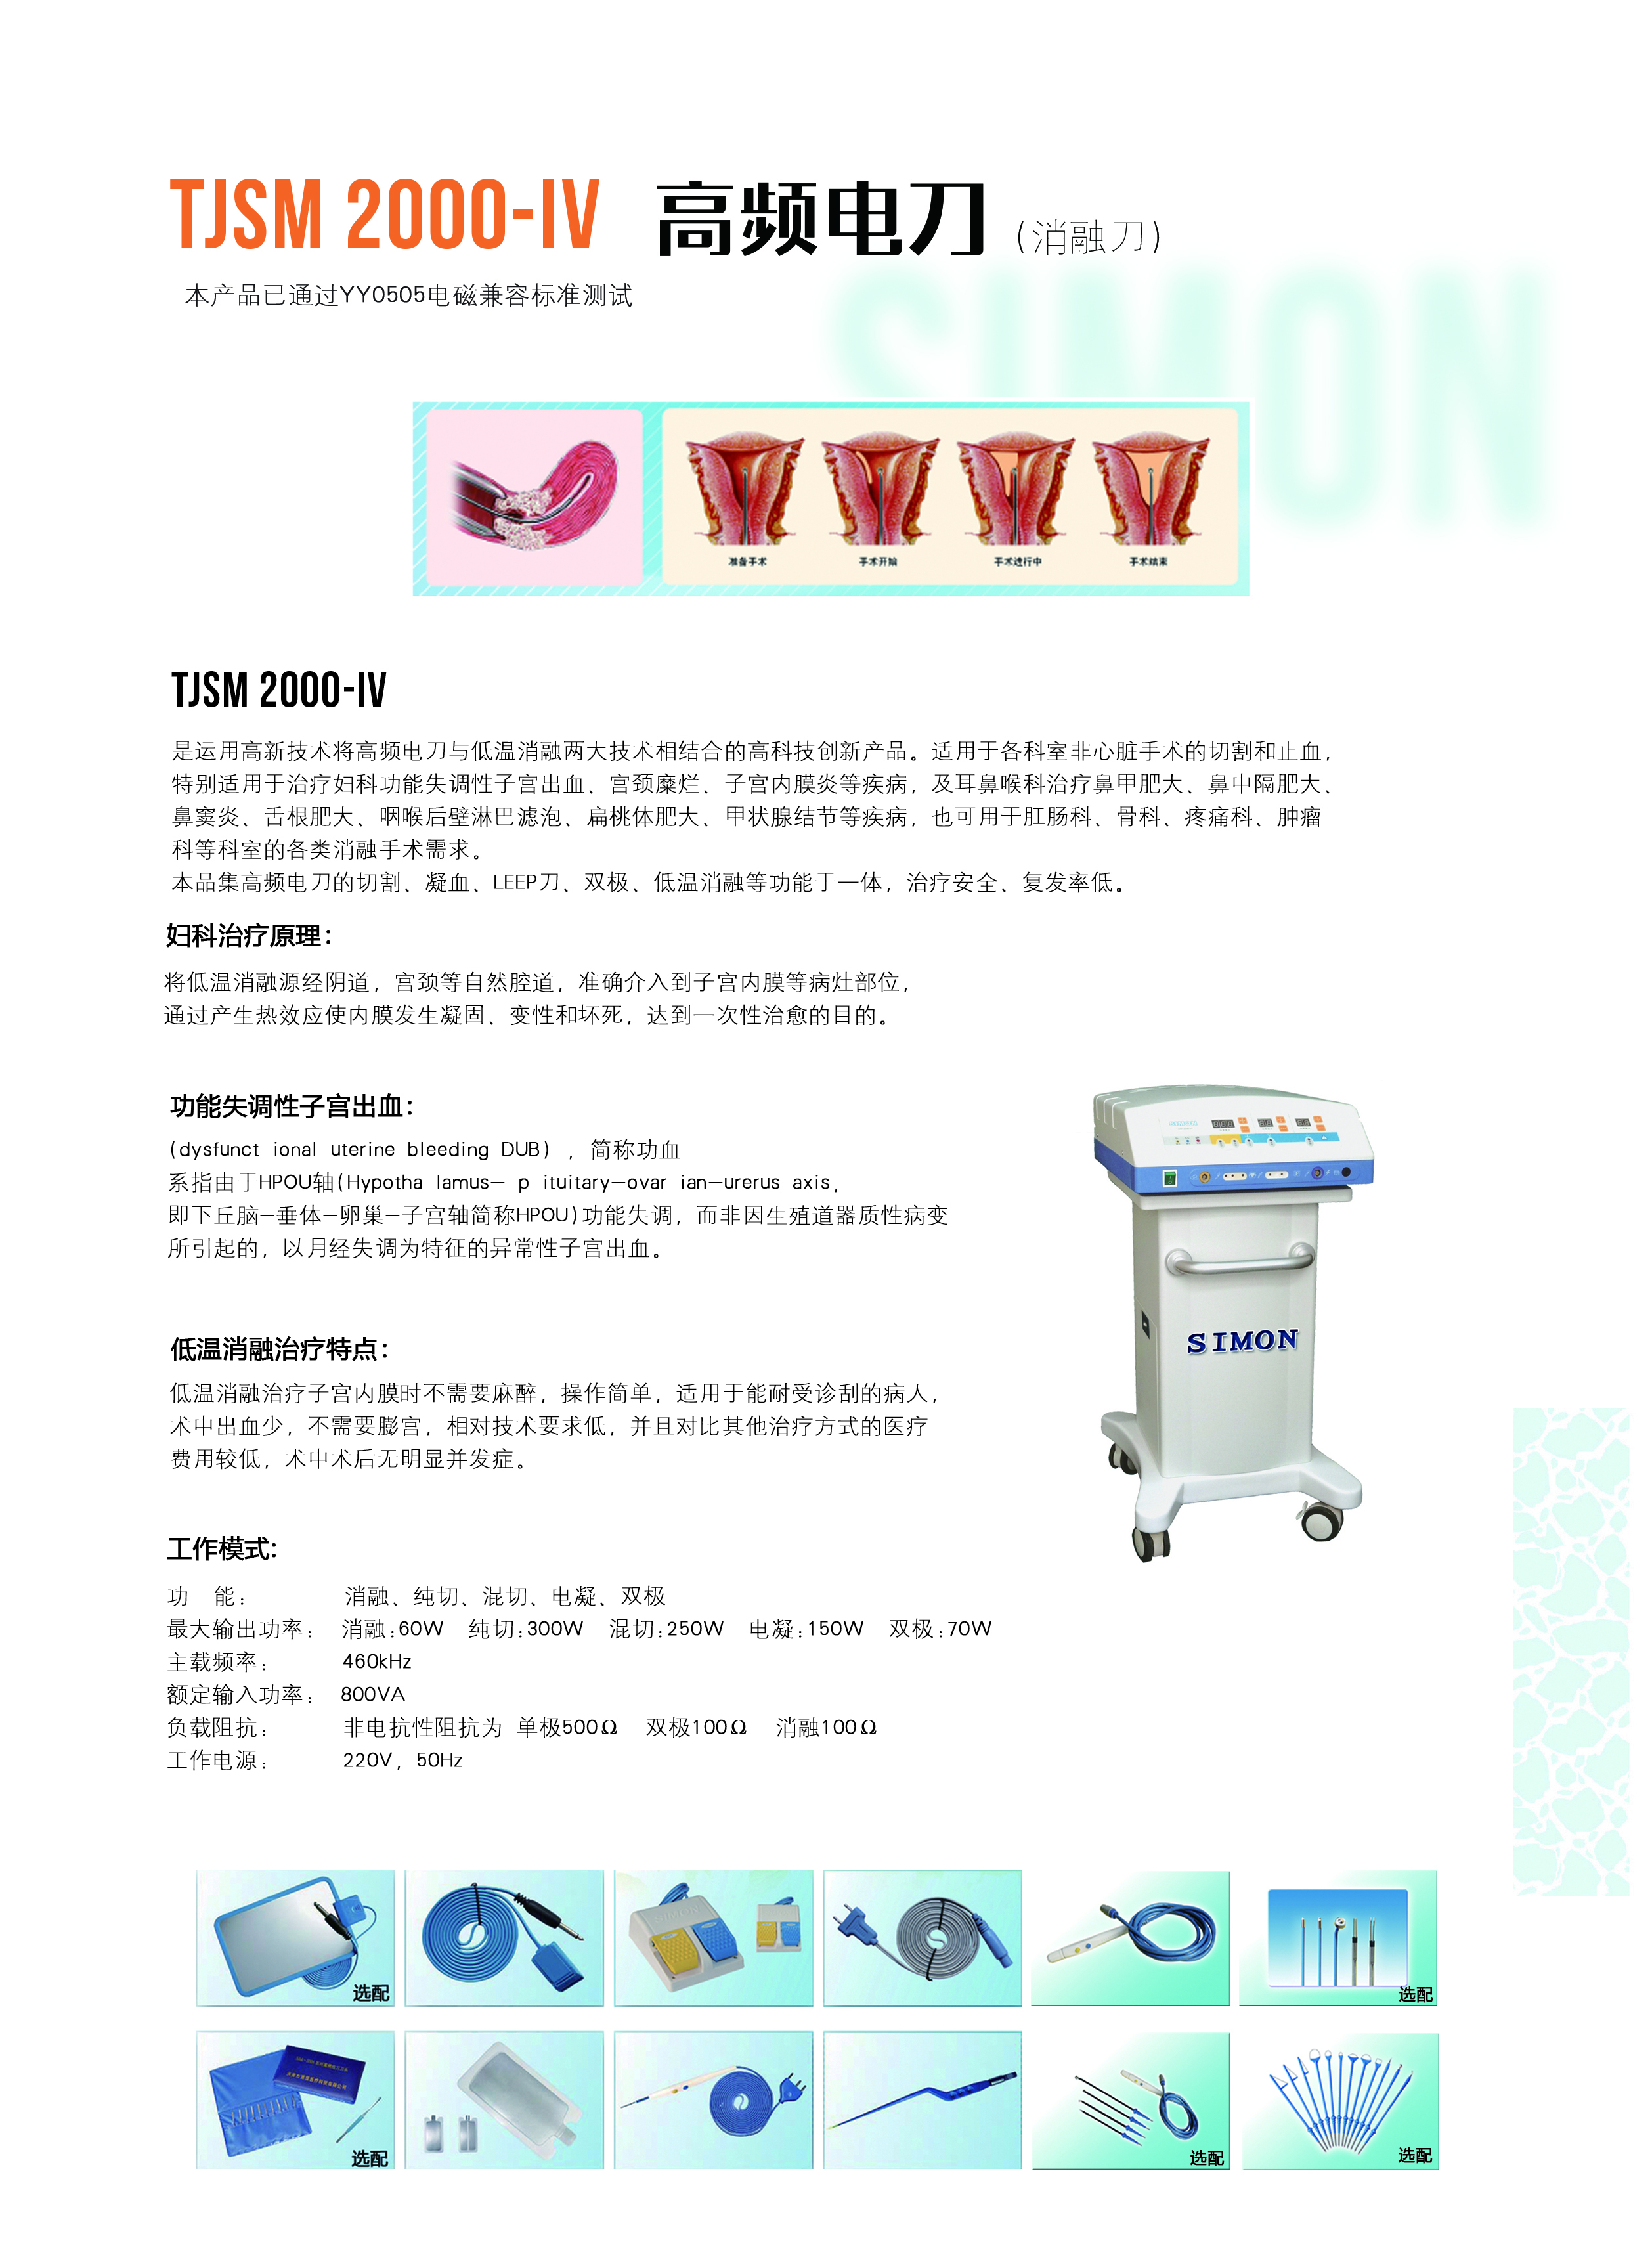 TJSM 2000-IV 高频电刀 (消融刀)
本产品已通过YY0505电磁兼容标准测试
SIMON
准备手术 手术开始 手术进行中 手术结束
TJSM 2000-IV
是运用高新技术将高频电刀与低温消融两大技术相结合的高科技创新产品。适用于各科室非心脏手术的切割和止血,
特别适用于治疗妇科功能失调性子宫出血、宫颈糜烂、子宫内膜炎等疾病, 及耳鼻喉科治疗鼻甲肥大、鼻中隔肥大、
鼻窦炎、舌根肥大、咽喉后壁淋巴滤泡、扁桃体肥大、甲状腺结节等疾病, 也可用于肛肠科、骨科、疼痛科、肿瘤
科等科室的各类消融手术需求。
本品集高频电刀的切割、凝血、LEEP刀、双极、低温消融等功能于一体, 治疗安全、复发率低。
妇科治疗原理:
将低温消融源经阴道, 宫颈等自然腔道, 准确介入到子宫内膜等病灶部位,
通过产生热效应使内膜发生凝固、变性和坏死, 达到一次性治愈的目的。
功能失调性子宫出血:
(dysfunct ional uterine bleeding DUB) , 简称功血
系指由于HPOU轴(Hypotha lamus— p ituitary—ovar ian—urerus axis,
即下丘脑—垂体—卵巢—子宫轴简称HPOU)功能失调, 而非因生殖道器质性病变
所引起的, 以月经失调为特征的异常性子宫出血。
低温消融治疗特点:
低温消融治疗子宫内膜时不需要麻醉, 操作简单, 适用于能耐受诊刮的病人,
术中出血少, 不需要膨宫, 相对技术要求低, 并且对比其他治疗方式的医疗
费用较低, 术中术后无明显并发症。
SIMON
工作模式:
功 能: 消融、纯切、混切、电凝、双极
最大输出功率: 消融:60W 纯切:300W 混切:250W 电凝:150W 双极:70W
主载频率: 460kHz
额定输入功率: 800VA
负载阻抗: 非电抗性阻抗为 单极500Ω 双极100Ω 消融100Ω
工作电源: 220V, 50Hz
选配
SIMON
选配
选配
选配
选配